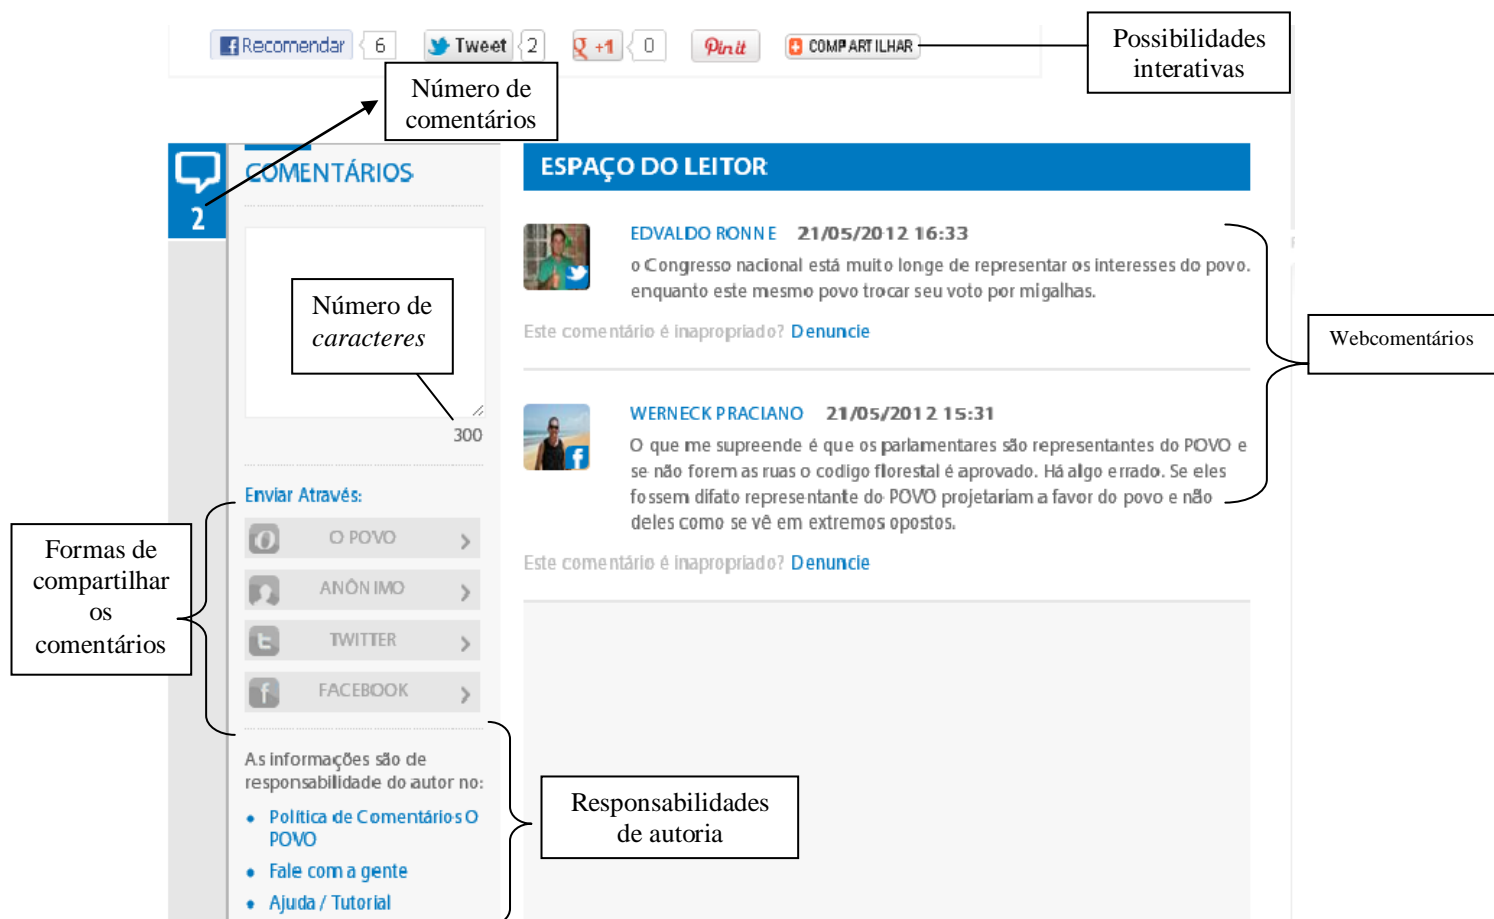 Recomendar 6 Tweet 2 +1 0 Pin it COMPARTILHAR
Possibilidades
interativas
Número de
comentários
2
COMENTÁRIOS
Número de
caracteres
300
Enviar Através:
O POVO
ANÔNIMO
TWITTER
FACEBOOK
Formas de
compartilhar
os
comentários
As informações são de
responsabilidade do autor no:
• Política de Comentários O
POVO
• Fale com a gente
• Ajuda / Tutorial
Responsabilidades
de autoria
ESPAÇO DO LEITOR
EDVALDO RONNE 21/05/2012 16:33
o Congresso nacional está muito longe de representar os interesses do povo.
enquanto este mesmo povo trocar seu voto por migalhas.
Este comentário é inapropriado? Denuncie
WERNECK PRACIANO 21/05/2012 15:31
O que me supreende é que os parlamentares são representantes do POVO e
se não forem as ruas o codigo florestal é aprovado. Há algo errado. Se eles
fossem difato representante do POVO projetariam a favor do povo e não
deles como se vê em extremos opostos.
Este comentário é inapropriado? Denuncie
Webcomentários